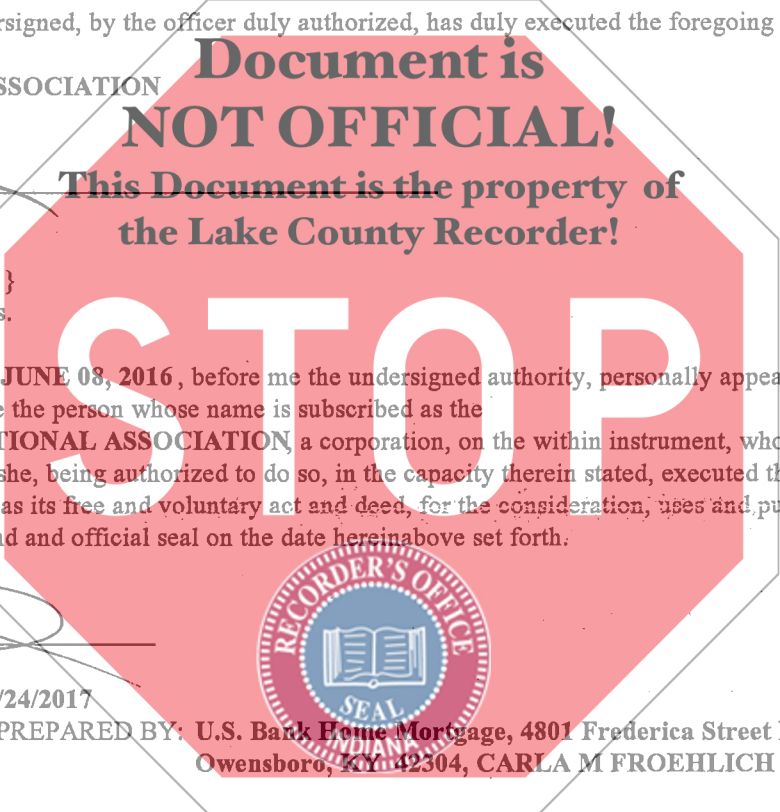 rsigned, by the officer duly authorized, has duly executed the foregoing
Document is
SSOCIATION
NOT OFFICIAL!
This Document is the property of
the Lake County Recorder!
}
s.
STOP
JUNE 08, 2016, before me the undersigned authority, personally appea
e the person whose name is subscribed as the
TIONAL ASSOCIATION, a corporation, on the within instrument, who
she, being authorized to do so, in the capacity therein stated, executed th
as its free and voluntary act and deed, for the consideration, uses and pu
nd and official seal on the date hereinabove set forth.
RECORDER'S OFFICE
SEAL
INDIANA
/24/2017
PREPARED BY: U.S. Bank Home Mortgage, 4801 Frederica Street
Owensboro, KY 42304, CARLA M FROEHLICH